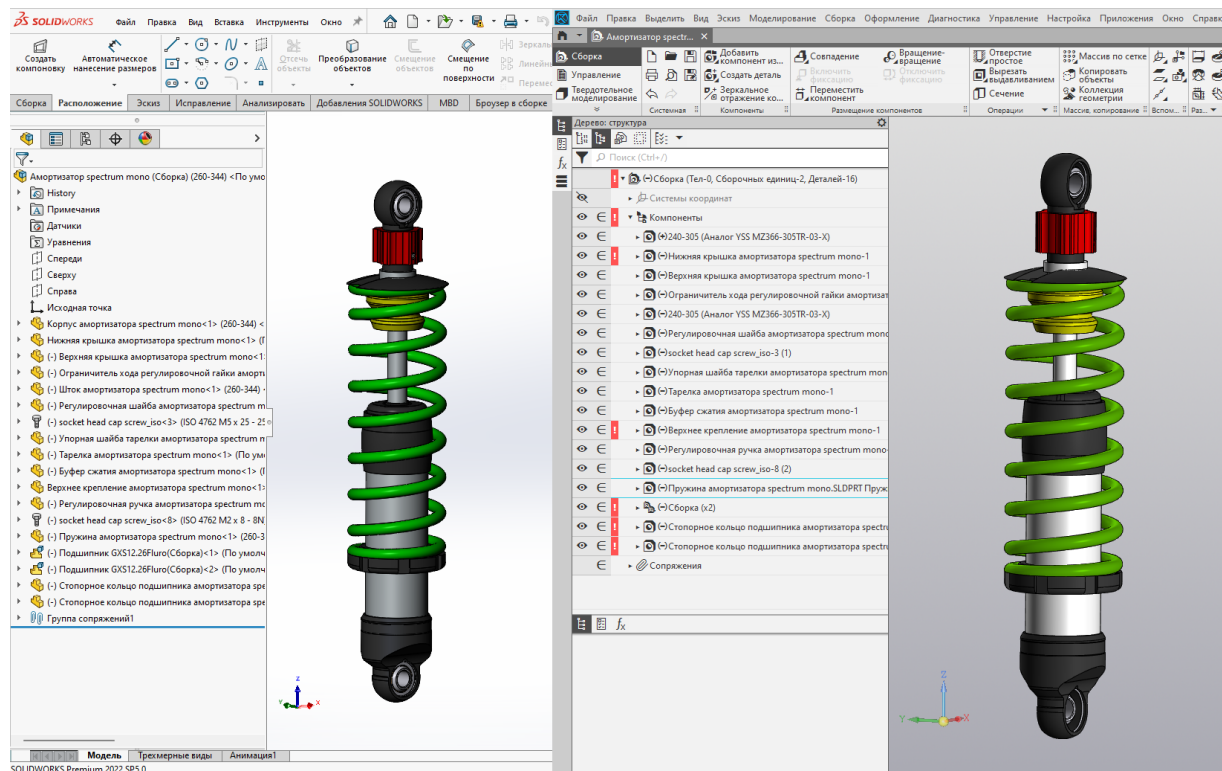 SOLIDWORKS
Файл Правка Вид Вставка Инструменты Окно
Создать компоновку
Автоматическое нанесение размеров
Отсечь объекты
Преобразование объектов
Смещение объектов
Смещение по поверхности
Зеркаль
Линейн
Перемес
Сборка Расположение Эскиз Исправление Анализировать Добавления SOLIDWORKS MBD Броузер в сборке
Амортизатор spectrum mono (Сборка) (260-344) <По умо
History
Примечания
Датчики
Уравнения
Спереди
Сверху
Справа
Исходная точка
Корпус амортизатора spectrum mono<1> (260-344) <
Нижняя крышка амортизатора spectrum mono<1> (Г
(-) Верхняя крышка амортизатора spectrum mono<1:
(-) Ограничитель хода регулировочной гайки аморти
(-) Шток амортизатора spectrum mono<1> (260-344)
(-) Регулировочная шайба амортизатора spectrum m
(-) socket head cap screw_iso<3> (ISO 4762 M5 x 25 - 25
(-) Упорная шайба тарелки амортизатора spectrum m
(-) Тарелка амортизатора spectrum mono<1> (По умо
(-) Буфер сжатия амортизатора spectrum mono<1> (Г
Верхнее крепление амортизатора spectrum mono<1>
(-) Регулировочная ручка амортизатора spectrum mo
(-) socket head cap screw_iso<8> (ISO 4762 M2 x 8 - 8N
(-) Пружина амортизатора spectrum mono<1> (260-3
(-) Подшипник GXS12.26Fluro(Сборка)<1> (По умолч
(-) Подшипник GXS12.26Fluro(Сборка)<2> (По умолч
(-) Стопорное кольцо подшипника амортизатора spe
(-) Стопорное кольцо подшипника амортизатора spe
Группа сопряжений1
Z
Y X
Модель Трехмерные виды Анимация1
SOLIDWORKS Premium 2022 SP5.0
Файл Правка Выделить Вид Эскиз Моделирование Сборка Оформление Диагностика Управление Настройка Приложения Окно Справка
Амортизатор spectr...
Сборка
Управление
Твердотельное моделирование
Системная
Добавить компонент из...
Создать деталь
Зеркальное отражение ко...
Компоненты
Совпадение
Включить фиксацию
Переместить компонент
Вращение-вращение
Отключить фиксацию
Размещение компонентов
Отверстие простое
Вырезать выдавливанием
Сечение
Операции
Массив по сетке
Копировать объекты
Коллекция геометрии
Массив, копирование
Вспом...
Раз...
Дерево: структура
Поиск (Ctrl+/)
(-)Сборка (Тел-0, Сборочных единиц-2, Деталей-16)
Системы координат
Компоненты
(+)240-305 (Аналог YSS MZ366-305TR-03-X)
(-)Нижняя крышка амортизатора spectrum mono-1
(-)Верхняя крышка амортизатора spectrum mono-1
(-)Ограничитель хода регулировочной гайки амортизат
(-)240-305 (Аналог YSS MZ366-305TR-03-X)
(-)Регулировочная шайба амортизатора spectrum mono
(-)socket head cap screw_iso-3 (1)
(-)Упорная шайба тарелки амортизатора spectrum mon
(-)Тарелка амортизатора spectrum mono-1
(-)Буфер сжатия амортизатора spectrum mono-1
(-)Верхнее крепление амортизатора spectrum mono-1
(-)Регулировочная ручка амортизатора spectrum mono-
(-)socket head cap screw_iso-8 (2)
(-)Пружина амортизатора spectrum mono.SLDPRT Пруж
(-)Сборка (x2)
(-)Стопорное кольцо подшипника амортизатора spectru
(-)Стопорное кольцо подшипника амортизатора spectru
Сопряжения
Z
Y X